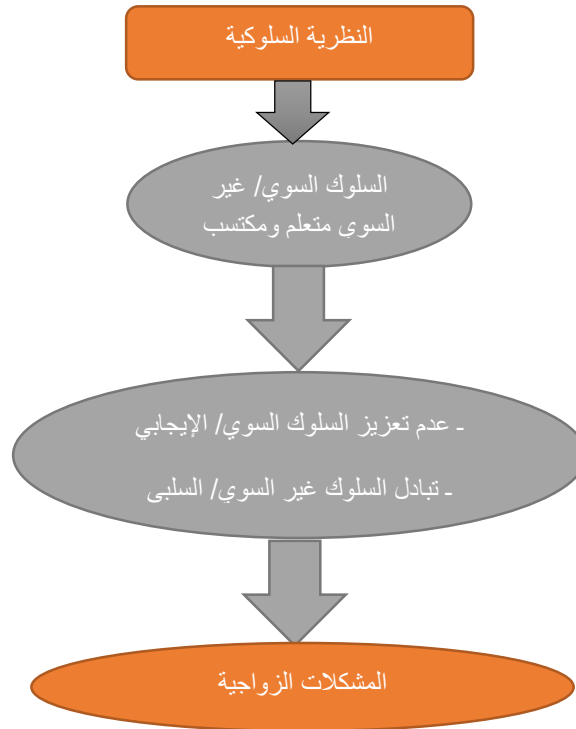 النظرية السلوكية
السلوك السوي/ غير
السوي متعلم ومكتسب
ـ عدم تعزيز السلوك السوي/ الإيجابي
ـ تبادل السلوك غير السوي/ السلبي
المشكلات الزواجية